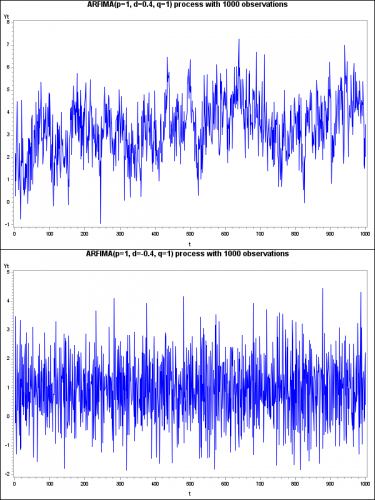 ARFIMA(p=1, d=0.4, q=1) process with 1000 observations
Yt
8
7
6
5
4
3
2
1
0
-1
0 100 200 300 400 500 600 700 800 900 1000
t
ARFIMA(p=1, d=-0.4, q=1) process with 1000 observations
Yt
5
4
3
2
1
0
-1
-2
0 100 200 300 400 500 600 700 800 900 1000
t